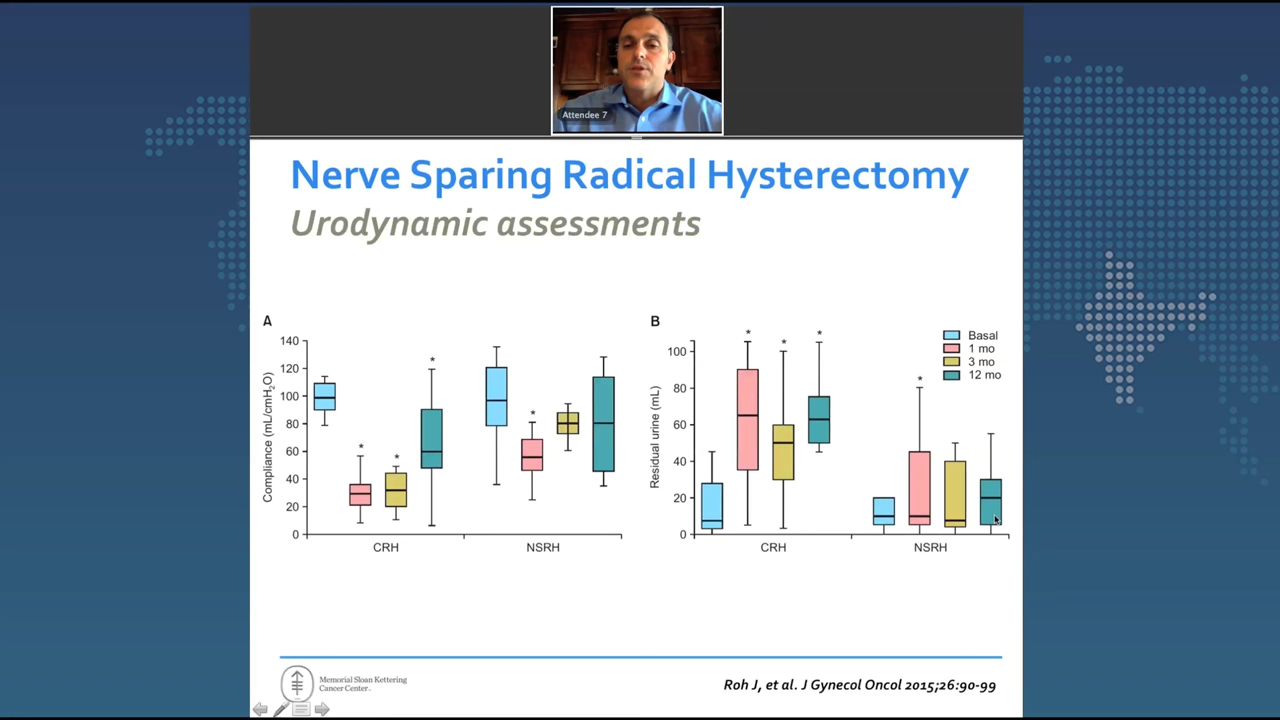 Attendee 7
Nerve Sparing Radical Hysterectomy
Urodynamic assessments
A
Compliance (mL/cmH2O)
140
120
100
80
60
40
20
0
*
*
*
*
CRH
NSRH
B
Residual urine (mL)
100
80
60
40
20
0
*
*
*
*
CRH
NSRH
Basal
1 mo
3 mo
12 mo
Memorial Sloan Kettering
Cancer Center
Roh J, et al. J Gynecol Oncol 2015;26:90-99